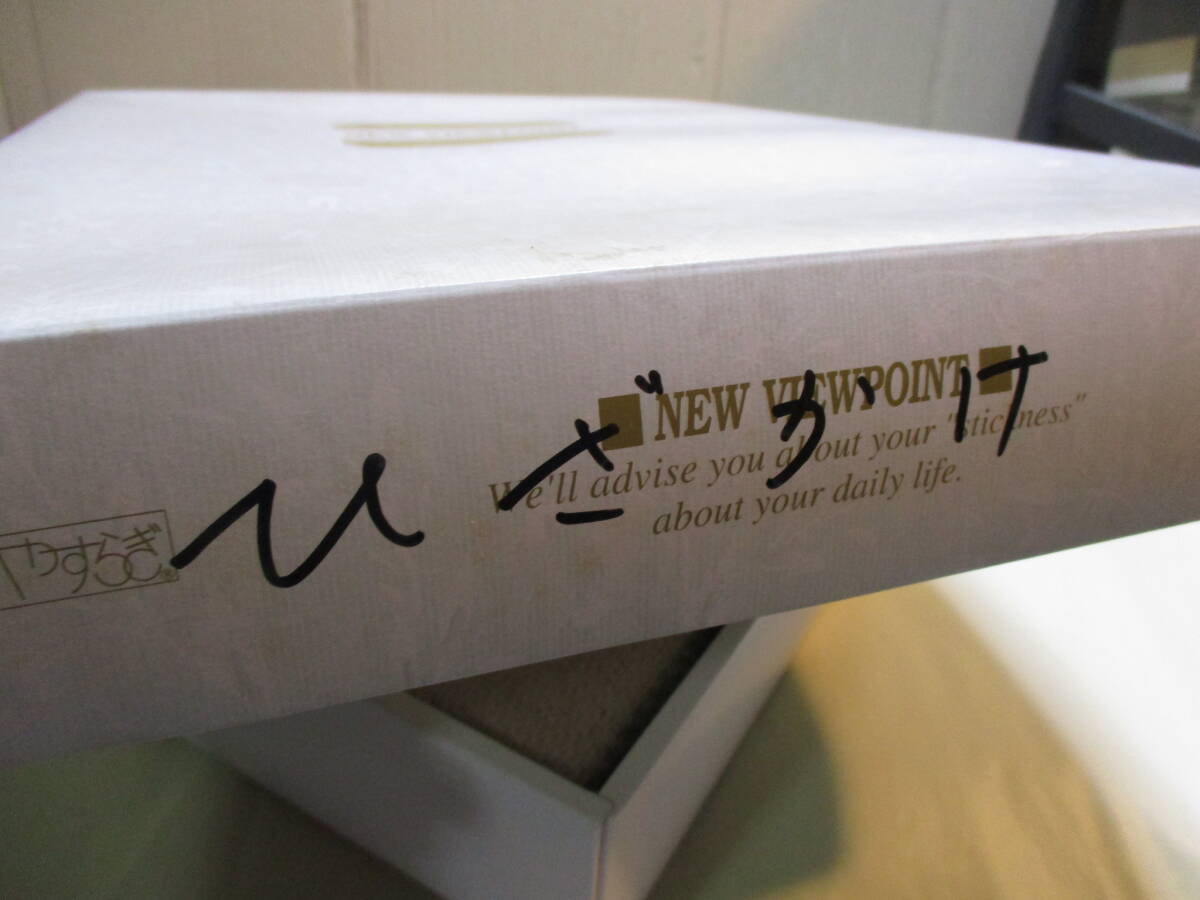 やすらぎ
ひざかけ
■NEW VIEWPOINT■
We'll advise you about your "stickness"
about your daily life.